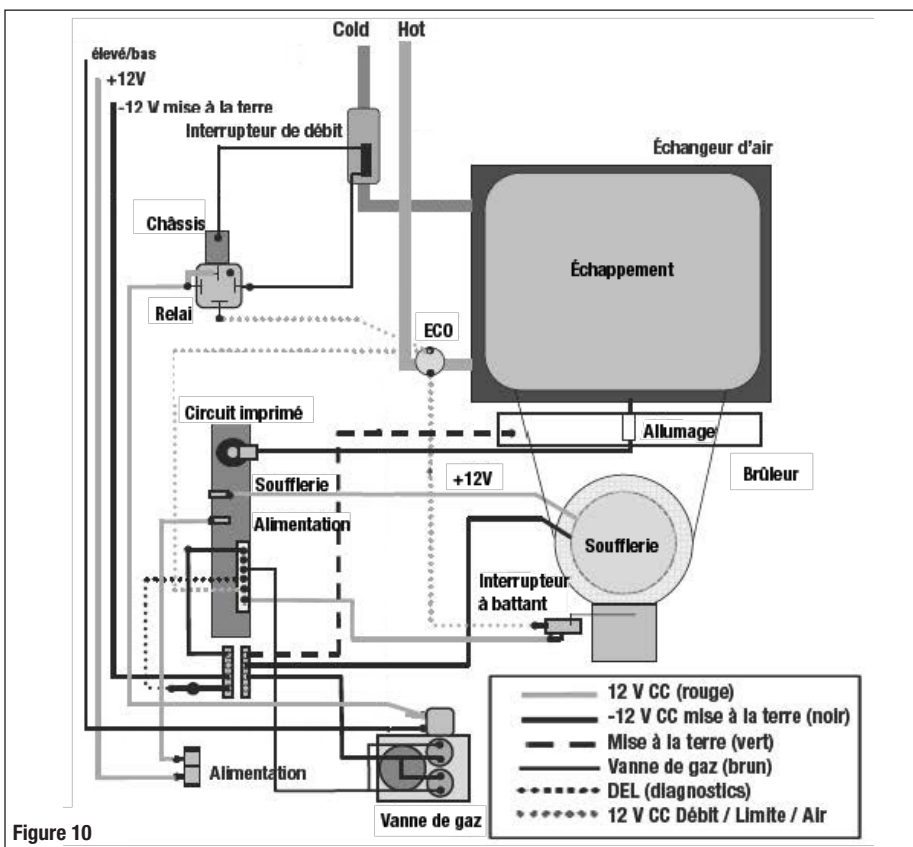 Cold Hot
élevé/bas
+12V
-12 V mise à la terre
Interrupteur de débit
Échangeur d'air
Châssis
Échappement
Relai
ECO
Circuit imprimé
Allumage
+12V
Brûleur
Soufflerie
Alimentation
Soufflerie
Interrupteur
à battant
12 V CC (rouge)
-12 V CC mise à la terre (noir)
Mise à la terre (vert)
Vanne de gaz (brun)
DEL (diagnostics)
12 V CC Débit / Limite / Air
Alimentation
Vanne de gaz
Figure 10